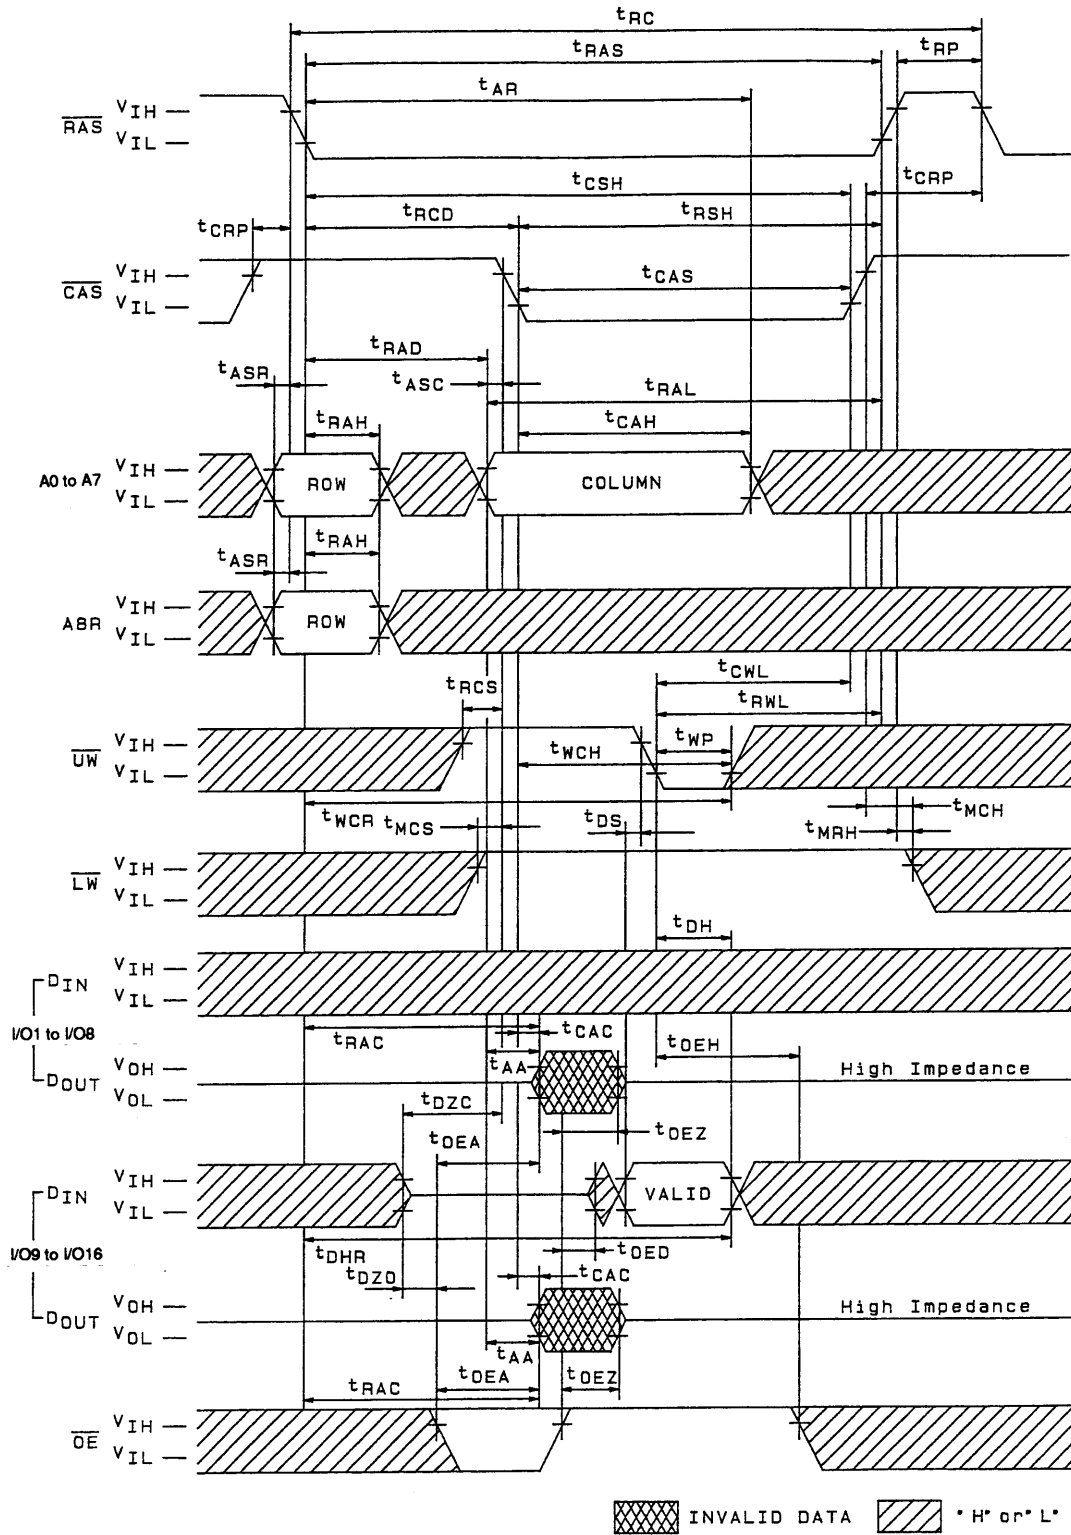 tRC
tRAS
tRP
tAR
RAS
VIH
VIL
tCSH
tCRP
tRCD
tRSH
tCRP
CAS
VIH
VIL
tCAS
tRAD
tASR
tASC
tRAL
tRAH
tCAH
A0 to A7
VIH
VIL
ROW
COLUMN
tRAH
tASR
A8R
VIH
VIL
ROW
tCWL
tRCS
tRWL
UW
VIH
VIL
tWP
tWCH
tWCR
tMCS
tDS
tMCH
tMRH
LW
VIH
VIL
tDH
DIN
VIH
VIL
I/O1 to I/O8
tRAC
tCAC
tOEH
tAA
DOUT
VOH
VOL
High Impedance
tDZC
tOEZ
tOEA
DIN
VIH
VIL
VALID
I/O9 to I/O16
tDHR
tOED
tDZO
tCAC
DOUT
VOH
VOL
High Impedance
tAA
tOEA
tOEZ
tRAC
OE
VIH
VIL
INVALID DATA
"H" or "L"